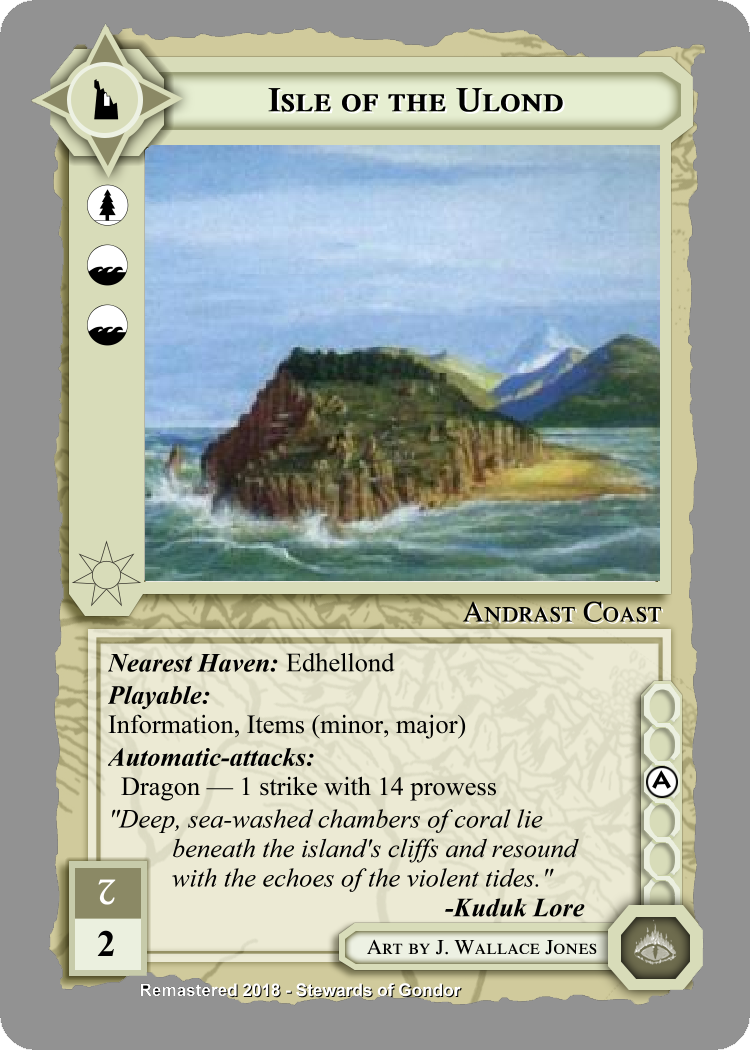 Isle of the Ulond
Andrast Coast
Nearest Haven: Edhellond
Playable:
Information, Items (minor, major)
Automatic-attacks:
Dragon — 1 strike with 14 prowess
"Deep, sea-washed chambers of coral lie
beneath the island's cliffs and resound
with the echoes of the violent tides."
-Kuduk Lore
A
2
2
Art by J. Wallace Jones
Remastered 2018 - Stewards of Gondor